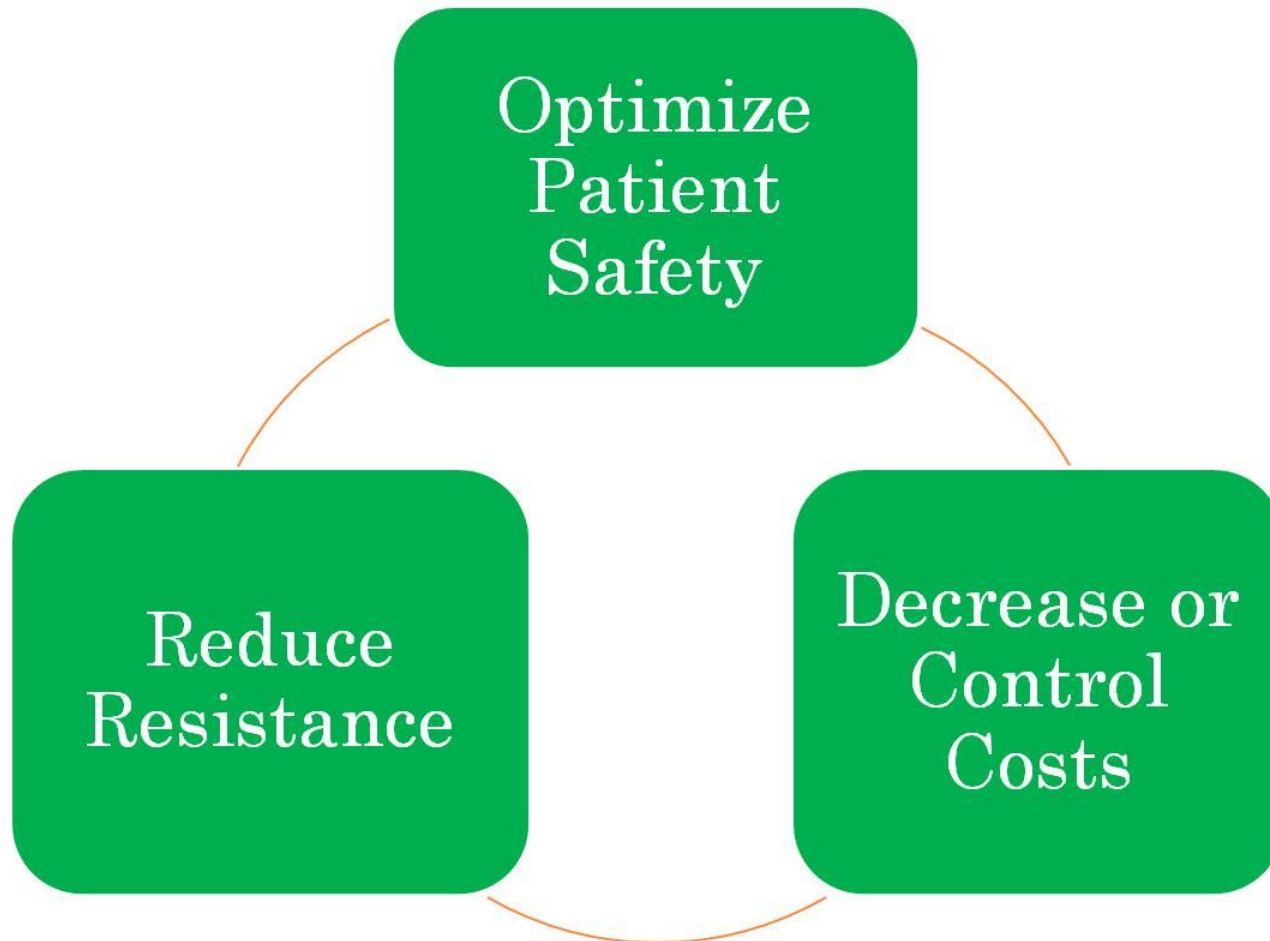 Optimize
Patient
Safety
Reduce
Resistance
Decrease or
Control
Costs